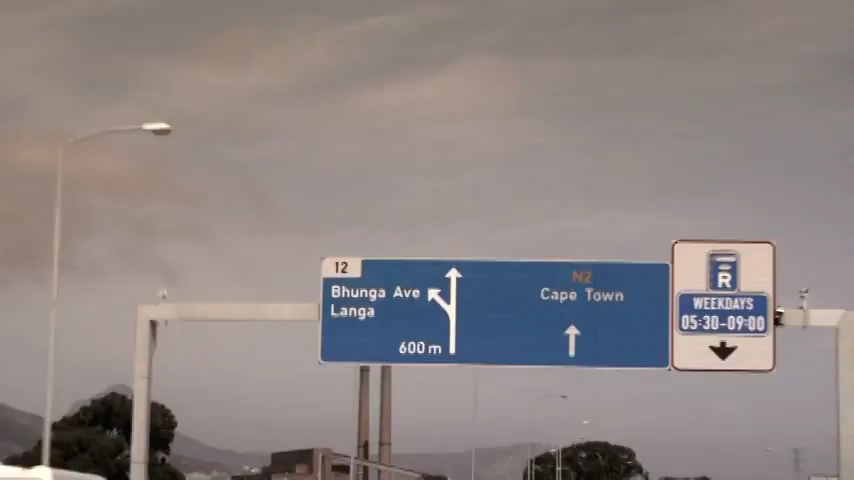 12
Bhunga Ave
Langa
600 m
N2
Cape Town
R
WEEKDAYS
05:30-09:00